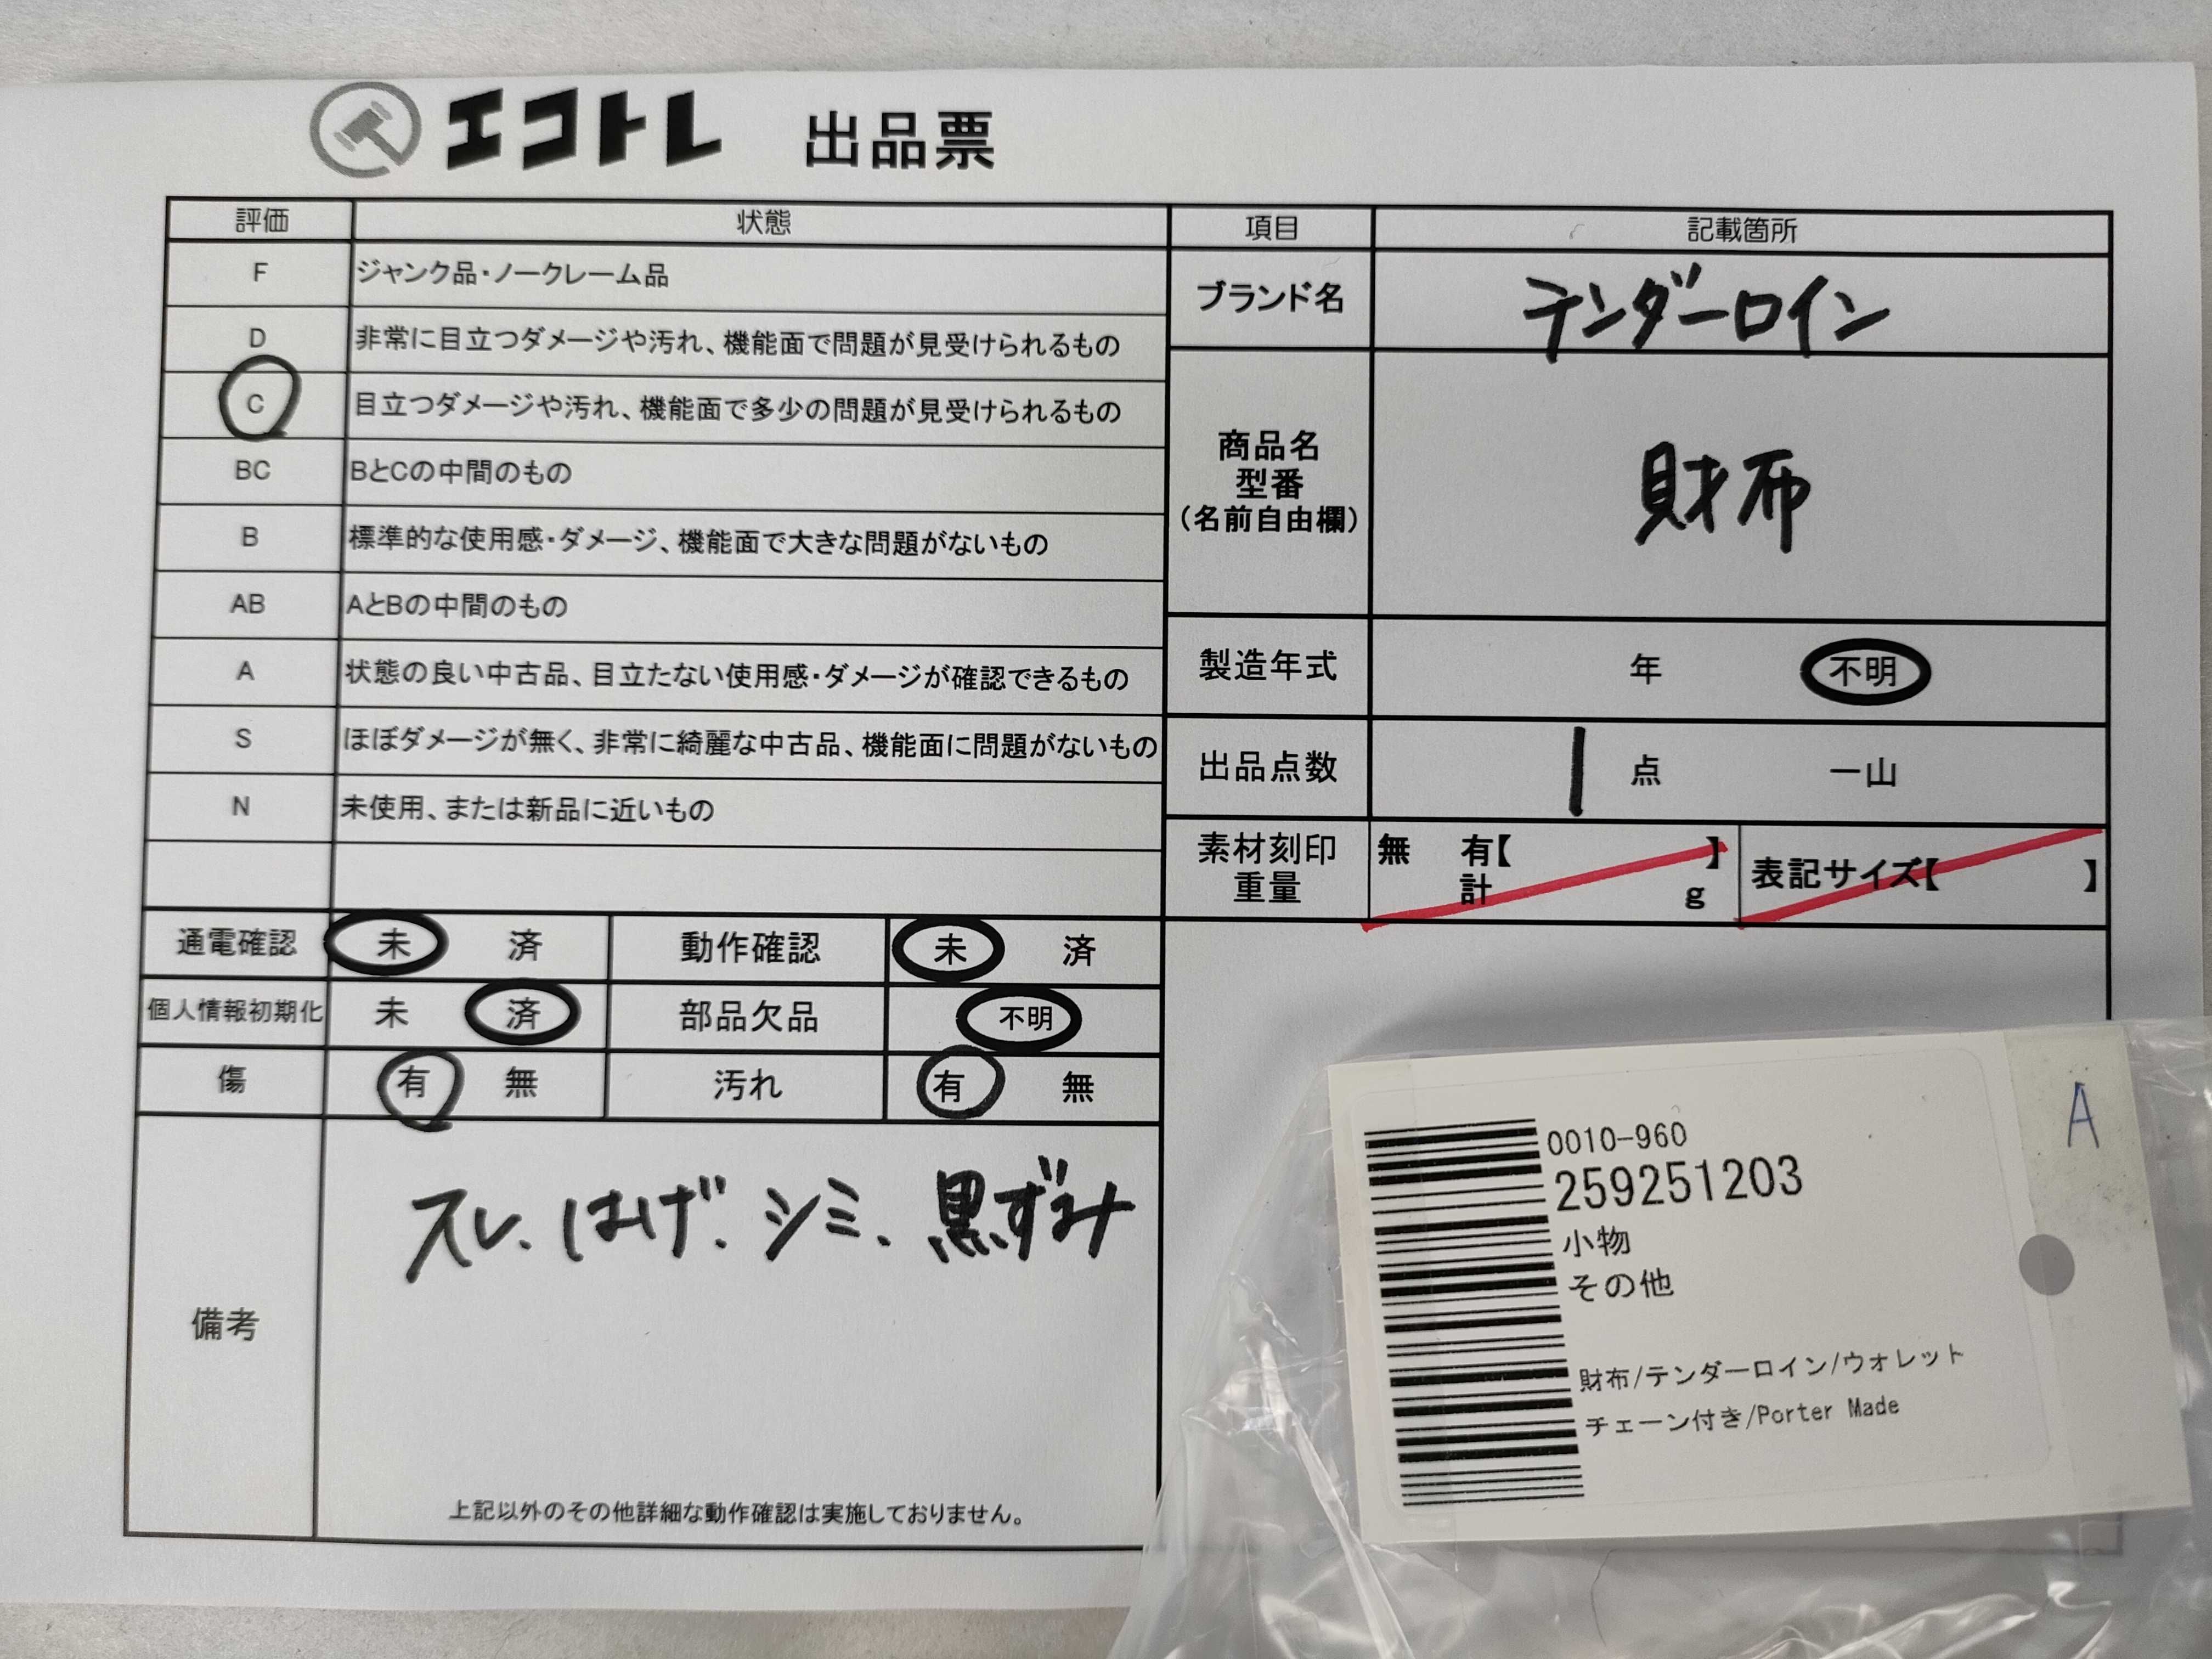 エコトレ 出品票
評価 状態
F ジャンク品・ノークレーム品
D 非常に目立つダメージや汚れ、機能面で問題が見受けられるもの
C 目立つダメージや汚れ、機能面で多少の問題が見受けられるもの
BC BとCの中間のもの
B 標準的な使用感・ダメージ、機能面で大きな問題がないもの
AB AとBの中間のもの
A 状態の良い中古品、目立たない使用感・ダメージが確認できるもの
S ほぼダメージが無く、非常に綺麗な中古品、機能面に問題がないもの
N 未使用、または新品に近いもの
通電確認 未 済 動作確認 未 済
個人情報初期化 未 済 部品欠品 不明
傷 有 無 汚れ 有 無
備考
スレ、はげ、シミ、黒ずみ
上記以外のその他詳細な動作確認は実施しておりません。
項目 記載箇所
ブランド名 テンダーロイン
商品名
型番
(名前自由欄)
財布
製造年式 年 不明
出品点数 1 点 一山
素材刻印 無 有【 】
重量 計 g
表記サイズ【 】
A
0010-960
259251203
小物
その他
財布/テンダーロイン/ウォレット
チェーン付き/Porter Made